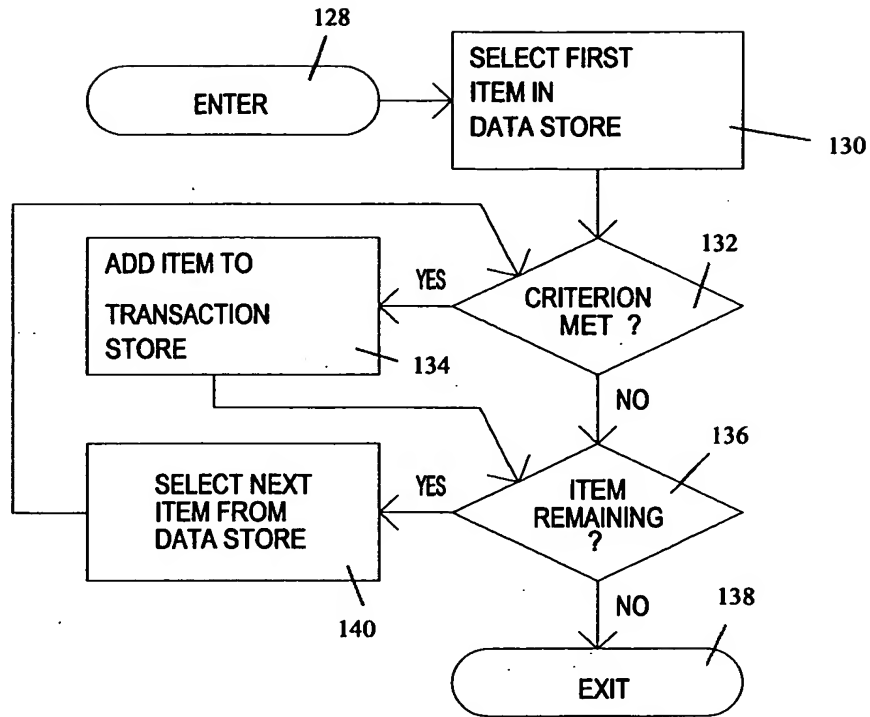 128
ENTER
SELECT FIRST
ITEM IN
DATA STORE
130
132
CRITERION
MET ?
YES
ADD ITEM TO
TRANSACTION
STORE
134
NO
136
ITEM
REMAINING
?
YES
SELECT NEXT
ITEM FROM
DATA STORE
140
NO
138
EXIT